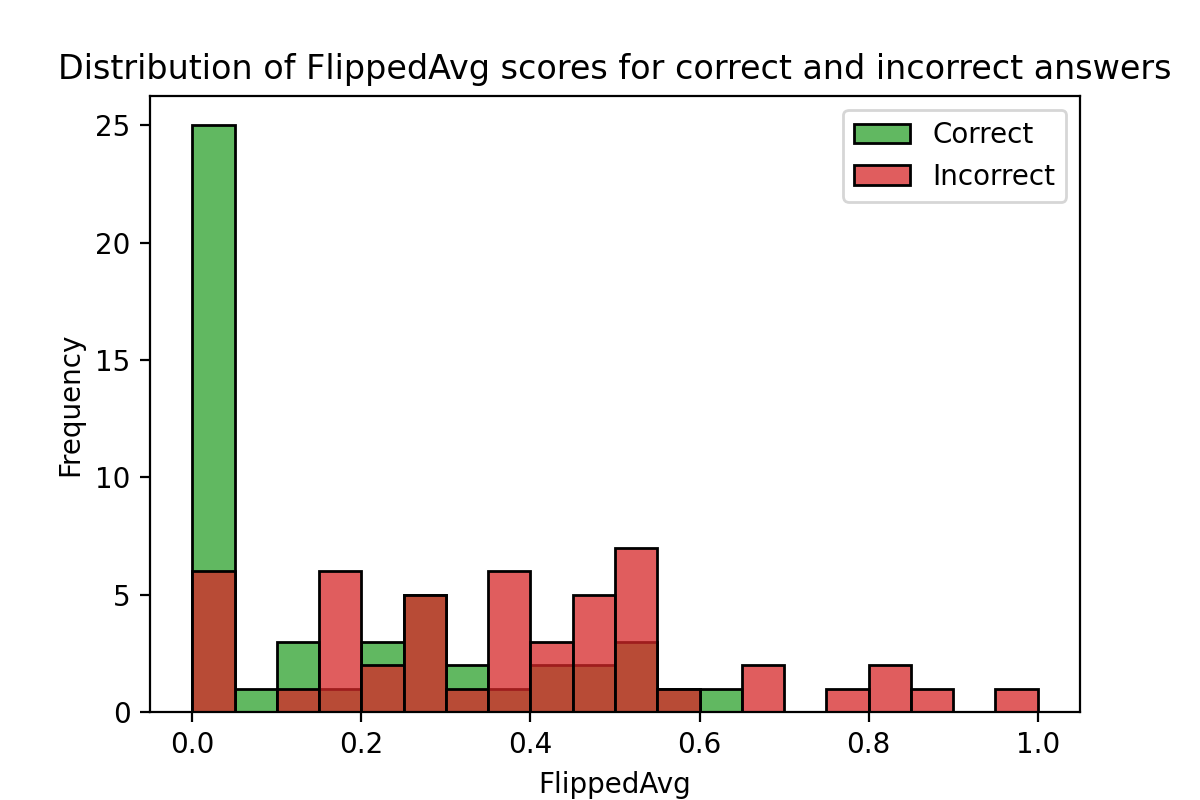 Distribution of FlippedAvg scores for correct and incorrect answers
Correct
Incorrect
Frequency
25
20
15
10
5
0
0.0 0.2 0.4 0.6 0.8 1.0
FlippedAvg